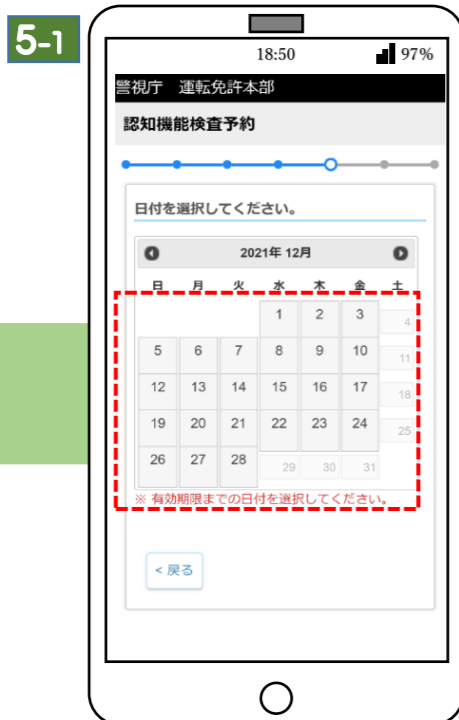 5-1
18:50 97%
警視庁 運転免許本部
認知機能検査予約
日付を選択してください。
2021年 12月
日 月 火 水 木 金 土
1 2 3 4
5 6 7 8 9 10 11
12 13 14 15 16 17 18
19 20 21 22 23 24 25
26 27 28 29 30 31
※ 有効期限までの日付を選択してください。
< 戻る